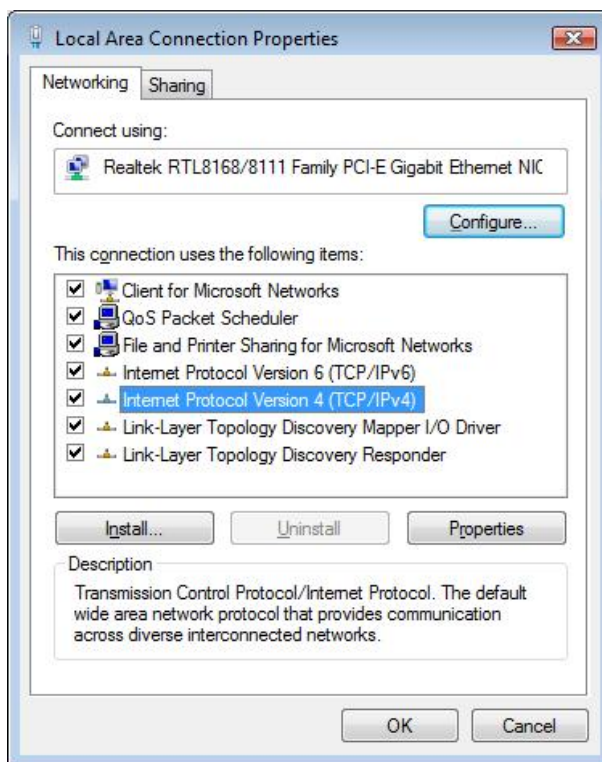 Local Area Connection Properties
Networking
Sharing
Connect using:
Realtek RTL8168/8111 Family PCI-E Gigabit Ethernet NIC
Configure...
This connection uses the following items:
Client for Microsoft Networks
QoS Packet Scheduler
File and Printer Sharing for Microsoft Networks
Internet Protocol Version 6 (TCP/IPv6)
Internet Protocol Version 4 (TCP/IPv4)
Link-Layer Topology Discovery Mapper I/O Driver
Link-Layer Topology Discovery Responder
Install...
Uninstall
Properties
Description
Transmission Control Protocol/Internet Protocol. The default
wide area network protocol that provides communication
across diverse interconnected networks.
OK
Cancel